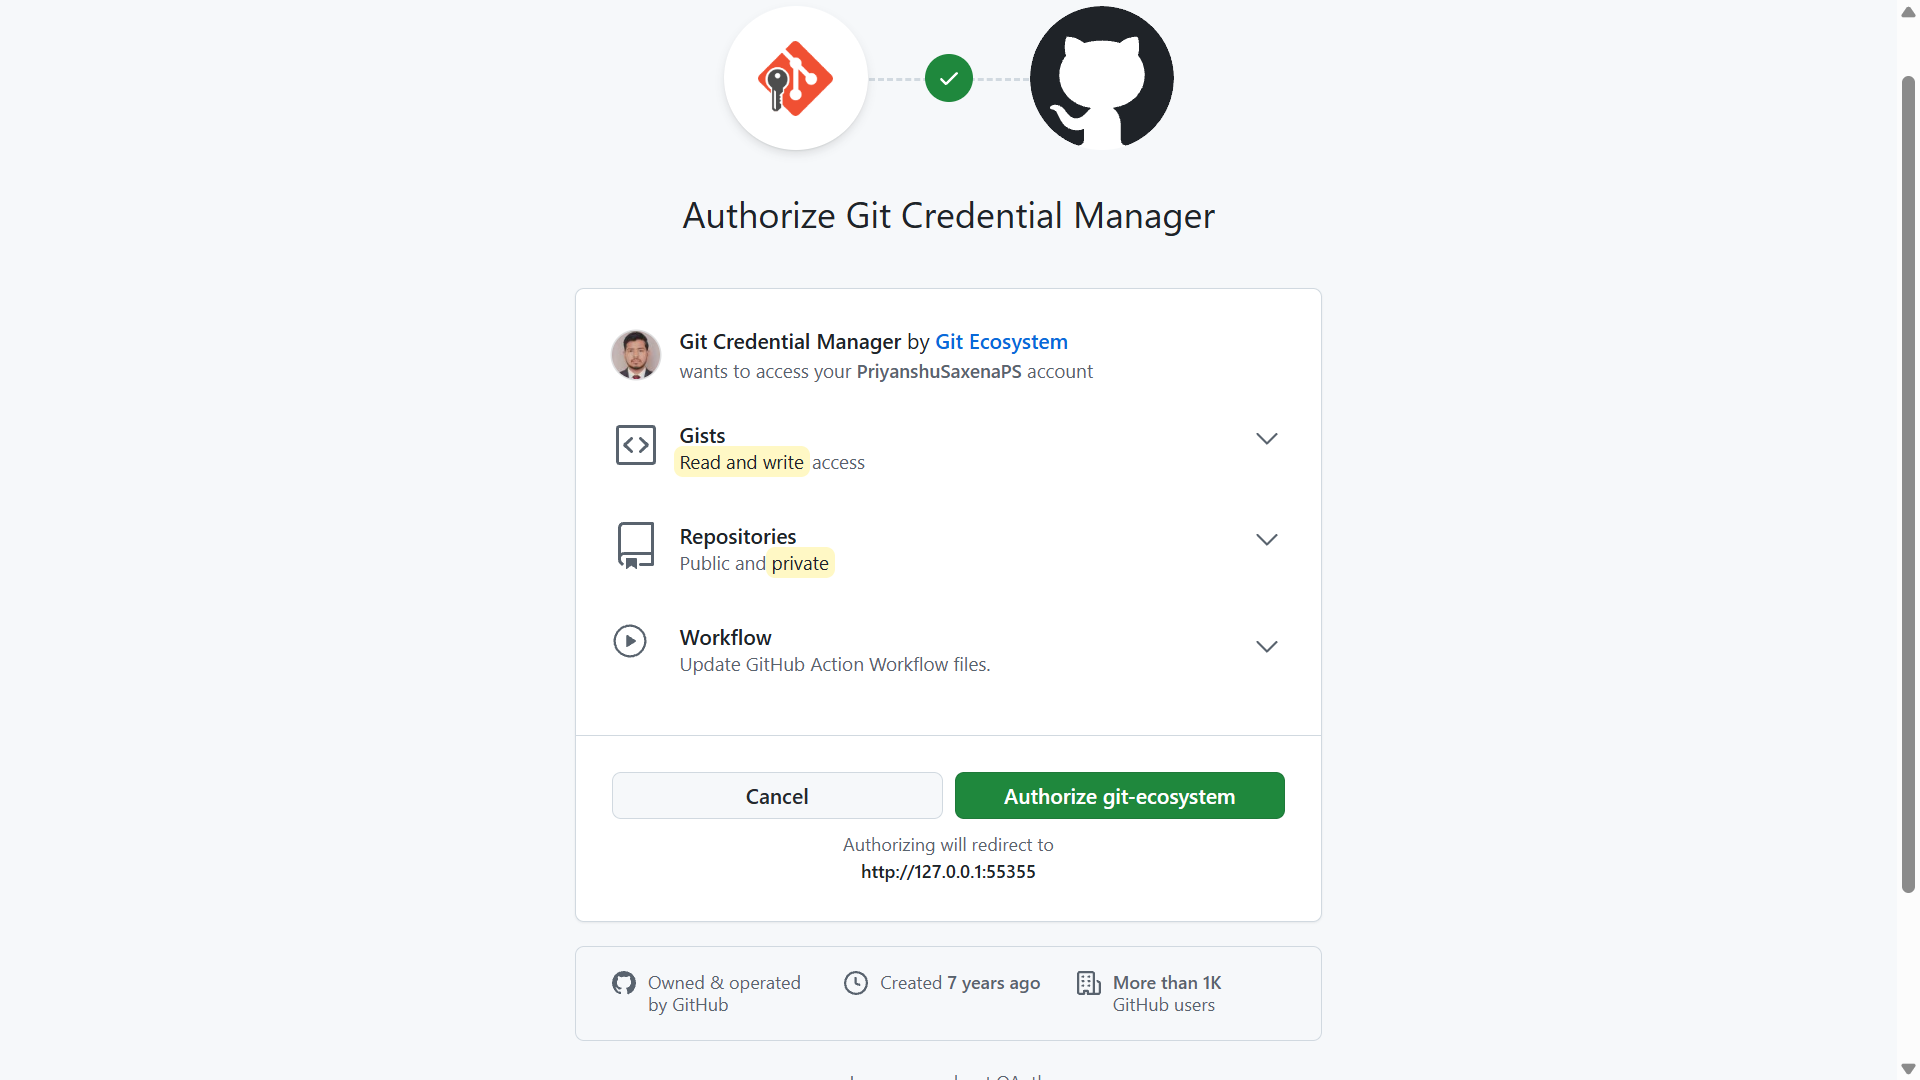 Authorize Git Credential Manager
Git Credential Manager by Git Ecosystem
wants to access your PriyanshuSaxenaPS account
Gists
Read and write access
Repositories
Public and private
Workflow
Update GitHub Action Workflow files.
Cancel
Authorize git-ecosystem
Authorizing will redirect to
http://127.0.0.1:55355
Owned & operated
by GitHub
Created 7 years ago
More than 1K
GitHub users